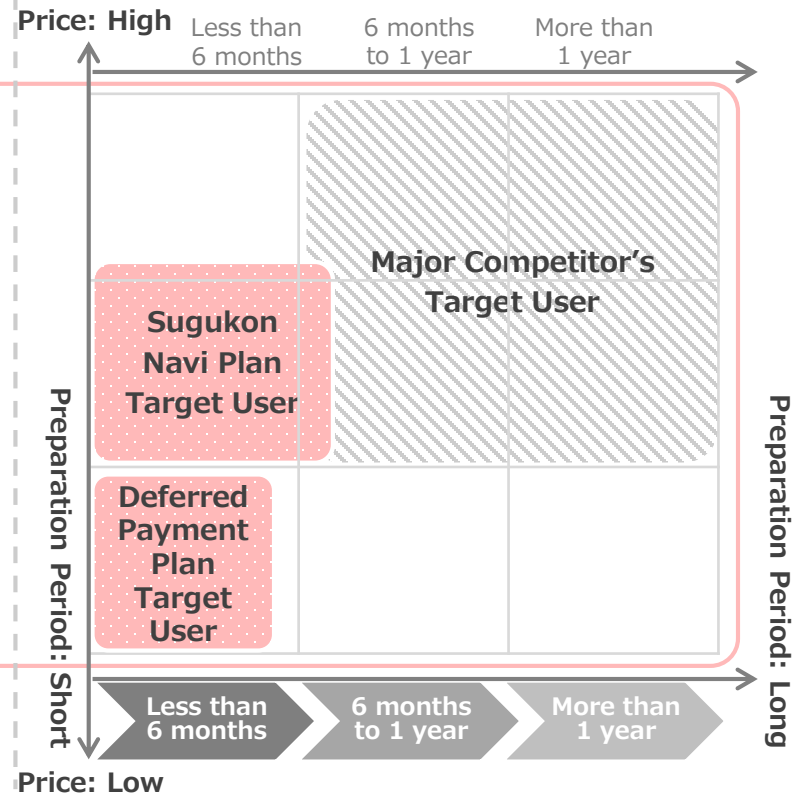 Price: High
Less than
6 months
6 months
to 1 year
More than
1 year
Major Competitor’s
Target User
Sugukon
Navi Plan
Target User
Deferred
Payment
Plan
Target
User
Preparation Period: Short
Preparation Period: Long
Less than
6 months
6 months
to 1 year
More than
1 year
Price: Low